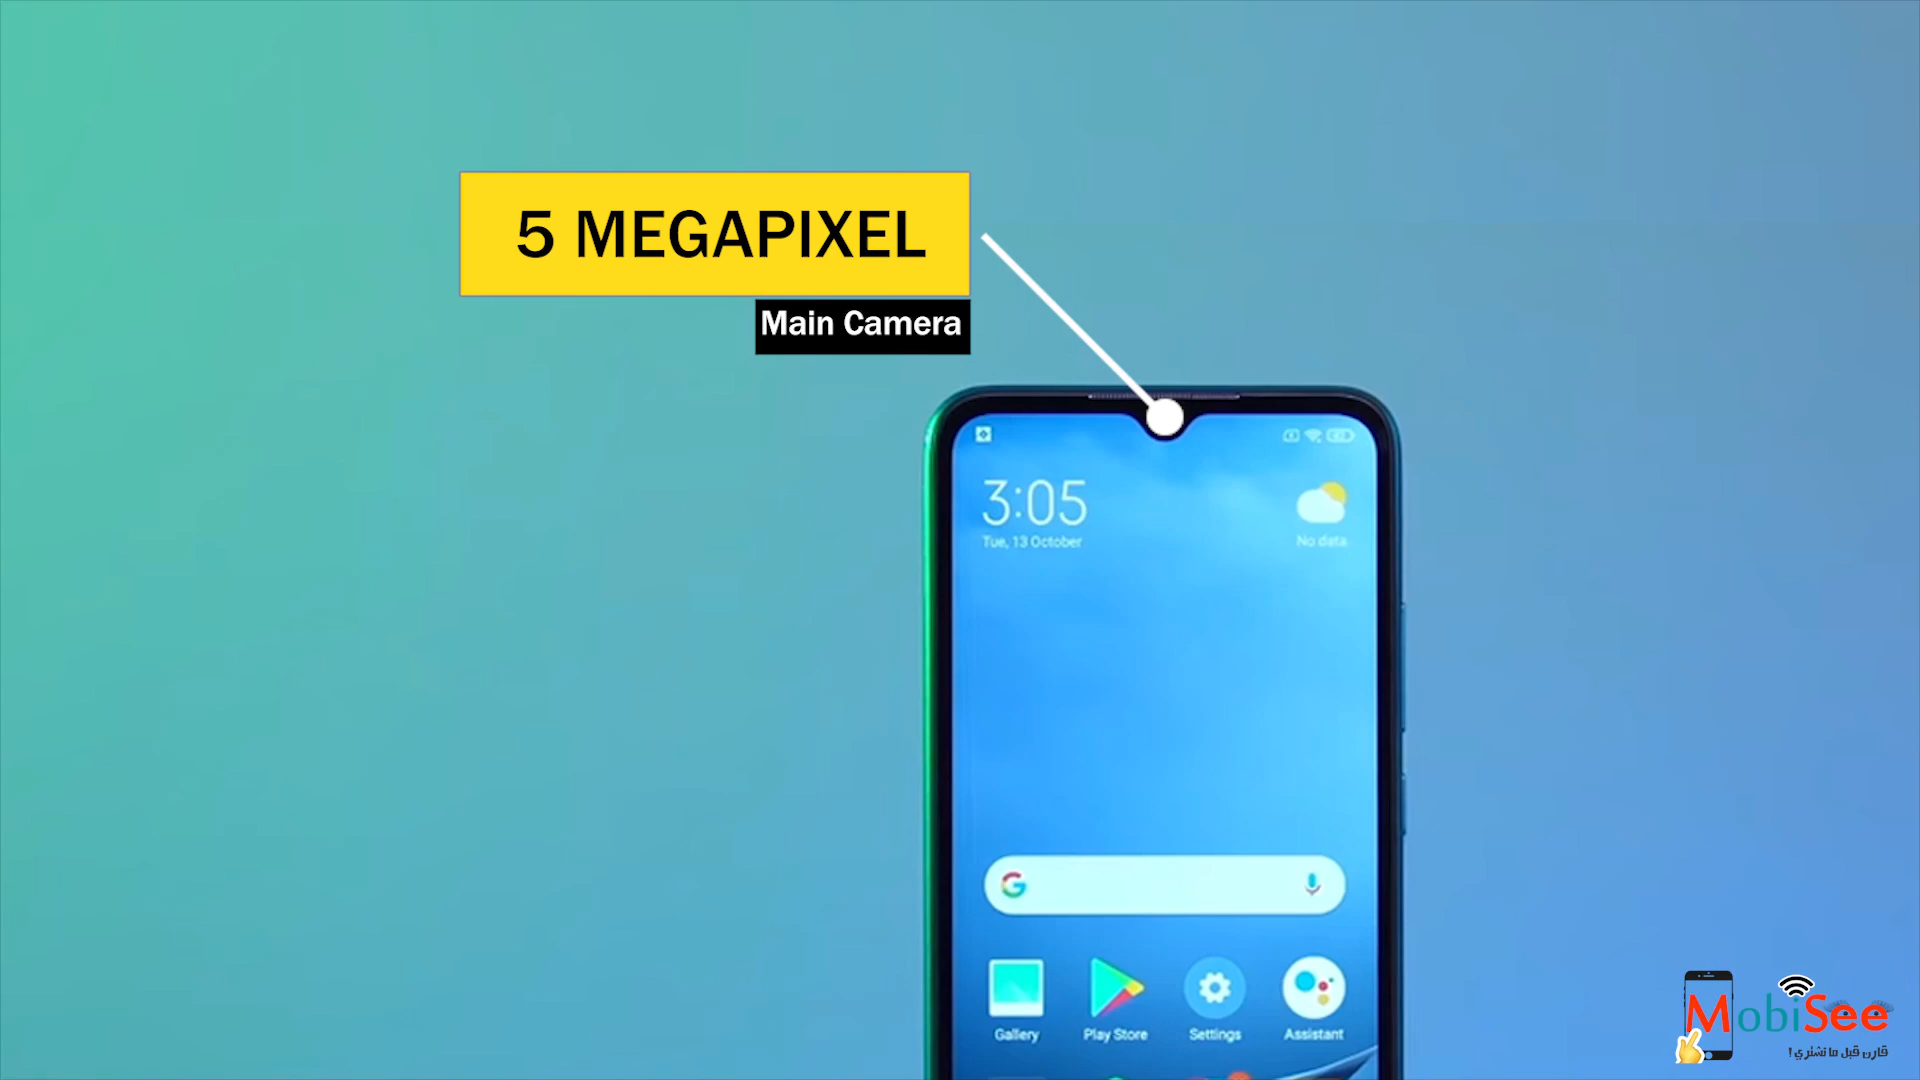 5 MEGAPIXEL
Main Camera
3:05
Tue, 13 October
No data
Gallery
Play Store
Settings
Assistant
MobiSee
قارن قبل ما تشتري !